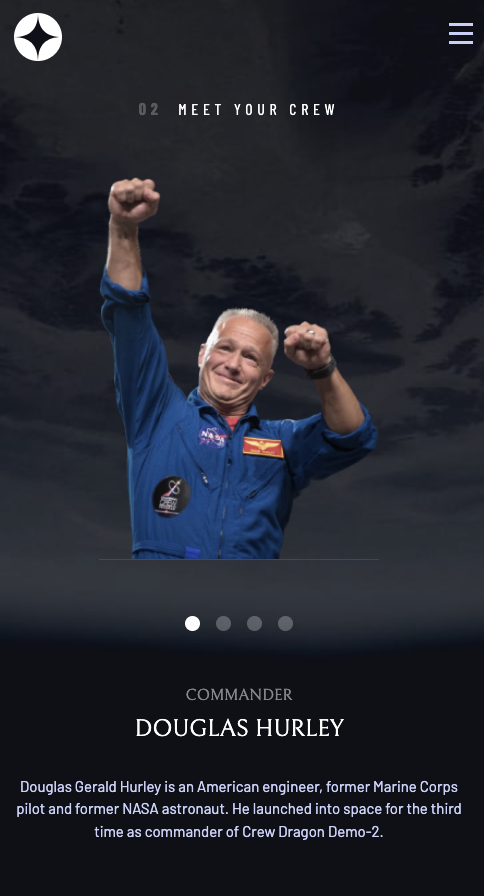 02 MEET YOUR CREW
NASA
COMMANDER
DOUGLAS HURLEY
Douglas Gerald Hurley is an American engineer, former Marine Corps
pilot and former NASA astronaut. He launched into space for the third
time as commander of Crew Dragon Demo-2.